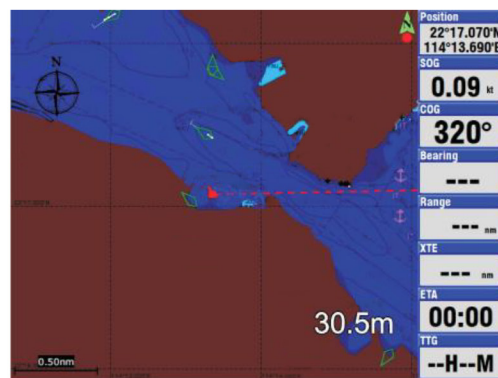 N
Position
22°17.070'N
114°13.690'E
SOG
0.09 kt
COG
320°
Bearing
---
Range
--- nm
XTE
--- nm
ETA
00:00
TTG
--H--M
30.5m
0.50nm